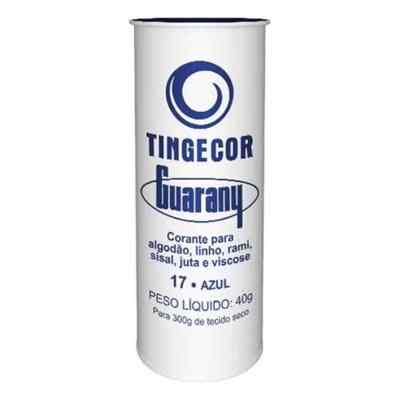 TINGECOR
Guarany
Corante para
algodão, linho, rami,
sisal, juta e viscose
17 • AZUL
PESO LÍQUIDO: 40g
Para 300g de tecido seco